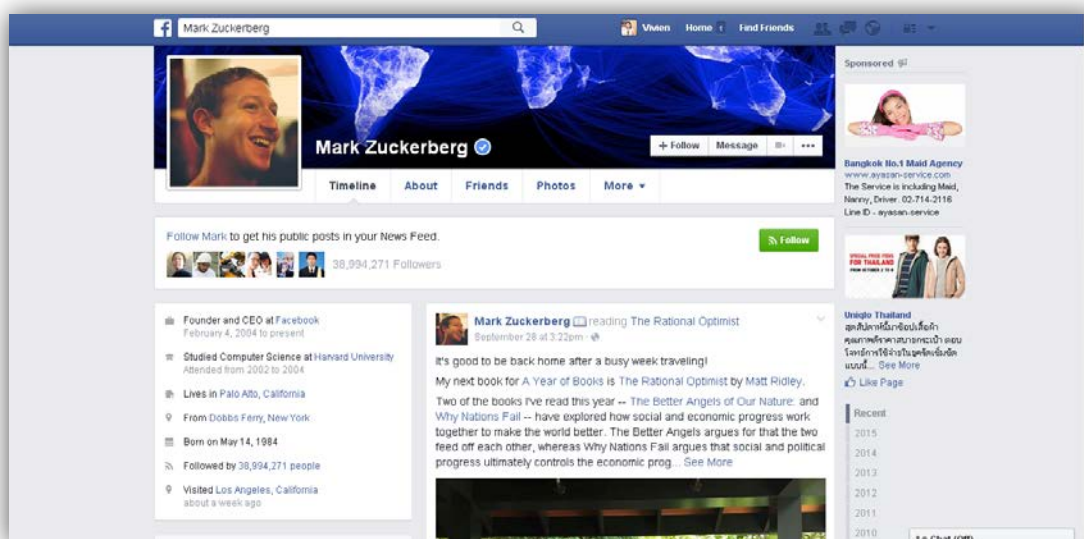 Mark Zuckerberg
Vivien Home Find Friends
Sponsored
Mark Zuckerberg
+ Follow Message
Timeline About Friends Photos More
Bangkok No.1 Maid Agency
www.ayasan-service.com
The Service is including Maid,
Nanny, Driver. 02-714-2116
Line ID - ayasan-service
Follow Mark to get his public posts in your News Feed.
Follow
38,994,271 Followers
SPECIAL PRICE ITEMS
FOR THAILAND
Uniqlo Thailand
แบบนี้... See More
Like Page
Founder and CEO at Facebook
February 4, 2004 to present
Studied Computer Science at Harvard University
Attended from 2002 to 2004
Lives in Palo Alto, California
From Dobbs Ferry, New York
Born on May 14, 1984
Followed by 38,994,271 people
Visited Los Angeles, California
about a week ago
Mark Zuckerberg reading The Rational Optimist
September 28 at 3:22pm ·
It's good to be back home after a busy week traveling!
My next book for A Year of Books is The Rational Optimist by Matt Ridley.
Two of the books I've read this year -- The Better Angels of Our Nature: and
Why Nations Fail -- have explored how social and economic progress work
together to make the world better. The Better Angels argues for that the two
feed off each other, whereas Why Nations Fail argues that social and political
progress ultimately controls the economic prog... See More
Recent
2015
2014
2013
2012
2011
2010
Chat (Off)